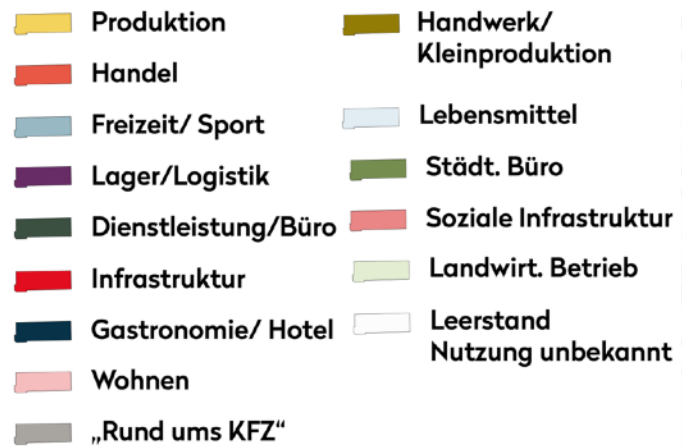 Produktion
Handel
Freizeit/ Sport
Lager/Logistik
Dienstleistung/Büro
Infrastruktur
Gastronomie/ Hotel
Wohnen
„Rund ums KFZ“
Handwerk/
Kleinproduktion
Lebensmittel
Städt. Büro
Soziale Infrastruktur
Landwirt. Betrieb
Leerstand
Nutzung unbekannt